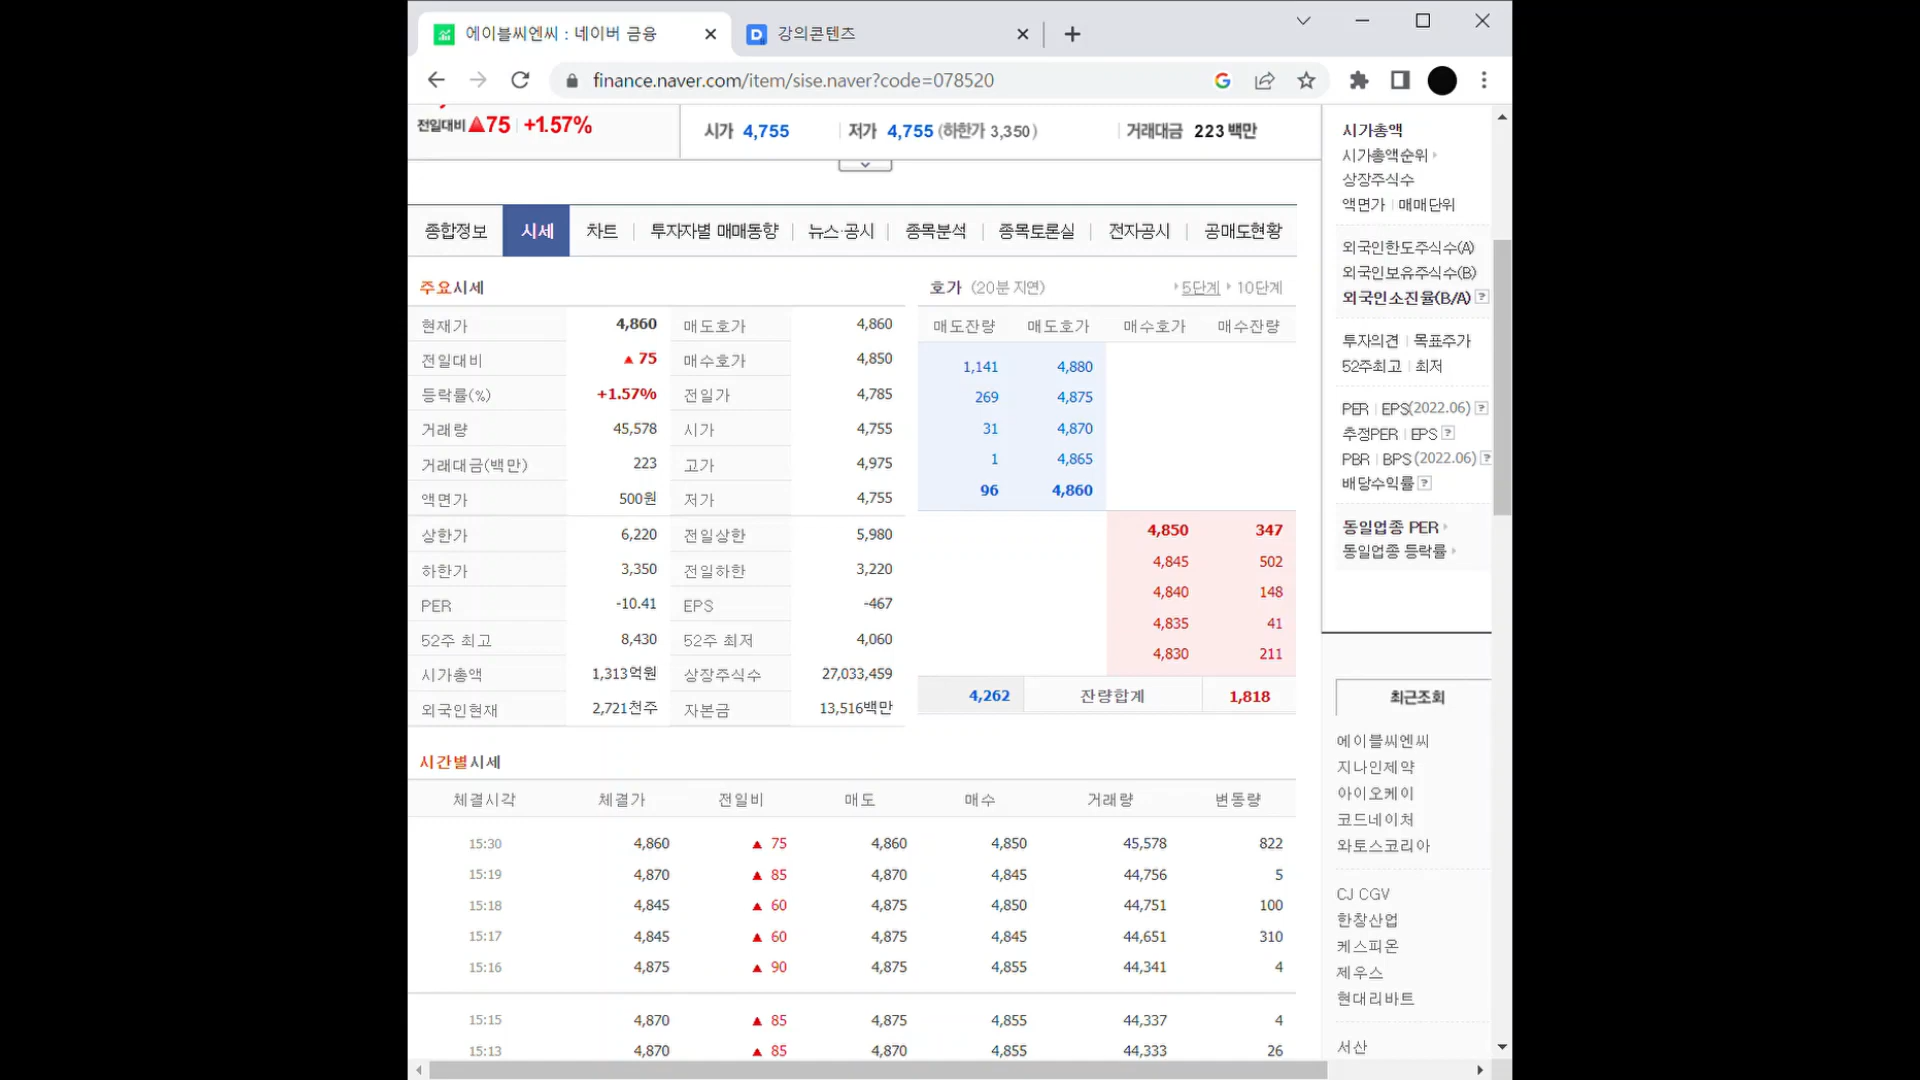 에이블씨엔씨 : 네이버 금융
강의콘텐츠
finance.naver.com/item/sise.naver?code=078520
전일대비 ▲75 +1.57%
시가 4,755 저가 4,755 (하한가 3,350) 거래대금 223 백만
종합정보 시세 차트 투자자별 매매동향 뉴스·공시 종목분석 종목토론실 전자공시 공매도현황
주요시세
현재가 4,860 매도호가 4,860
전일대비 ▲ 75 매수호가 4,850
등락률(%) +1.57% 전일가 4,785
거래량 45,578 시가 4,755
거래대금(백만) 223 고가 4,975
액면가 500원 저가 4,755
상한가 6,220 전일상한 5,980
하한가 3,350 전일하한 3,220
PER -10.41 EPS -467
52주 최고 8,430 52주 최저 4,060
시가총액 1,313억원 상장주식수 27,033,459
외국인현재 2,721천주 자본금 13,516백만
호가 (20분 지연) 5단계 10단계
매도잔량 매도호가 매수호가 매수잔량
1,141 4,880
269 4,875
31 4,870
1 4,865
96 4,860
4,850 347
4,845 502
4,840 148
4,835 41
4,830 211
4,262 잔량합계 1,818
시간별시세
체결시각 체결가 전일비 매도 매수 거래량 변동량
15:30 4,860 ▲ 75 4,860 4,850 45,578 822
15:19 4,870 ▲ 85 4,870 4,845 44,756 5
15:18 4,845 ▲ 60 4,875 4,850 44,751 100
15:17 4,845 ▲ 60 4,875 4,845 44,651 310
15:16 4,875 ▲ 90 4,875 4,855 44,341 4
15:15 4,870 ▲ 85 4,875 4,855 44,337 4
15:13 4,870 ▲ 85 4,870 4,855 44,333 26
시가총액
시가총액순위
상장주식수
액면가 매매단위
외국인한도주식수(A)
외국인보유주식수(B)
외국인소진율(B/A) ?
투자의견 목표주가
52주최고 최저
PER EPS(2022.06) ?
추정PER EPS ?
PBR BPS (2022.06) ?
배당수익률 ?
동일업종 PER
동일업종 등락률
최근조회
에이블씨엔씨
지나인제약
아이오케이
코드네이처
와토스코리아
CJ CGV
한창산업
케스피온
제우스
현대리바트
서산